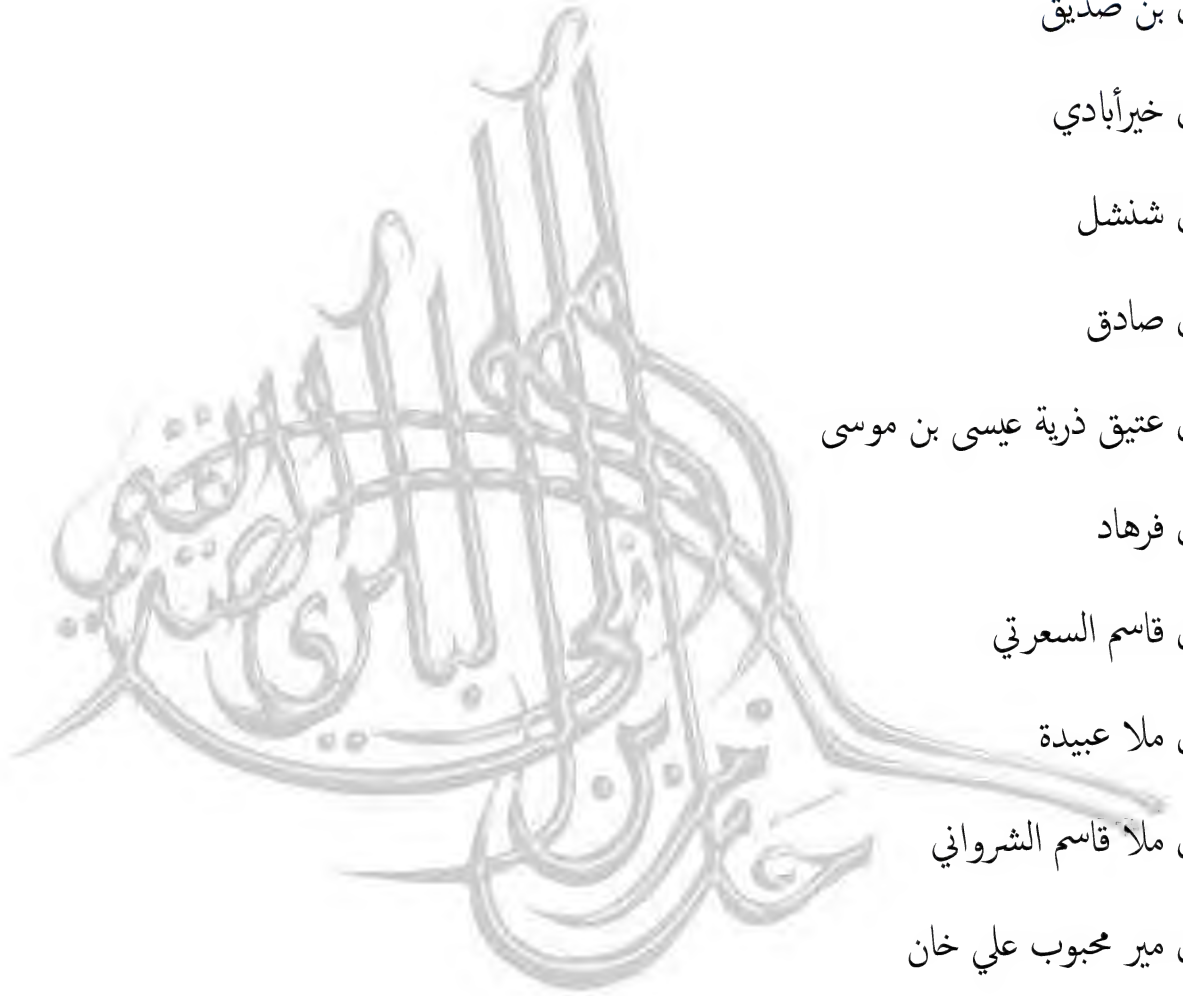 بن صديق
خيرأبادي
شنشل
صادق
عتيق ذرية عيسى بن موسى
فرهاد
قاسم السعرتي
ملا عبيدة
ملا قاسم الشرواني
مير محبوب علي خان